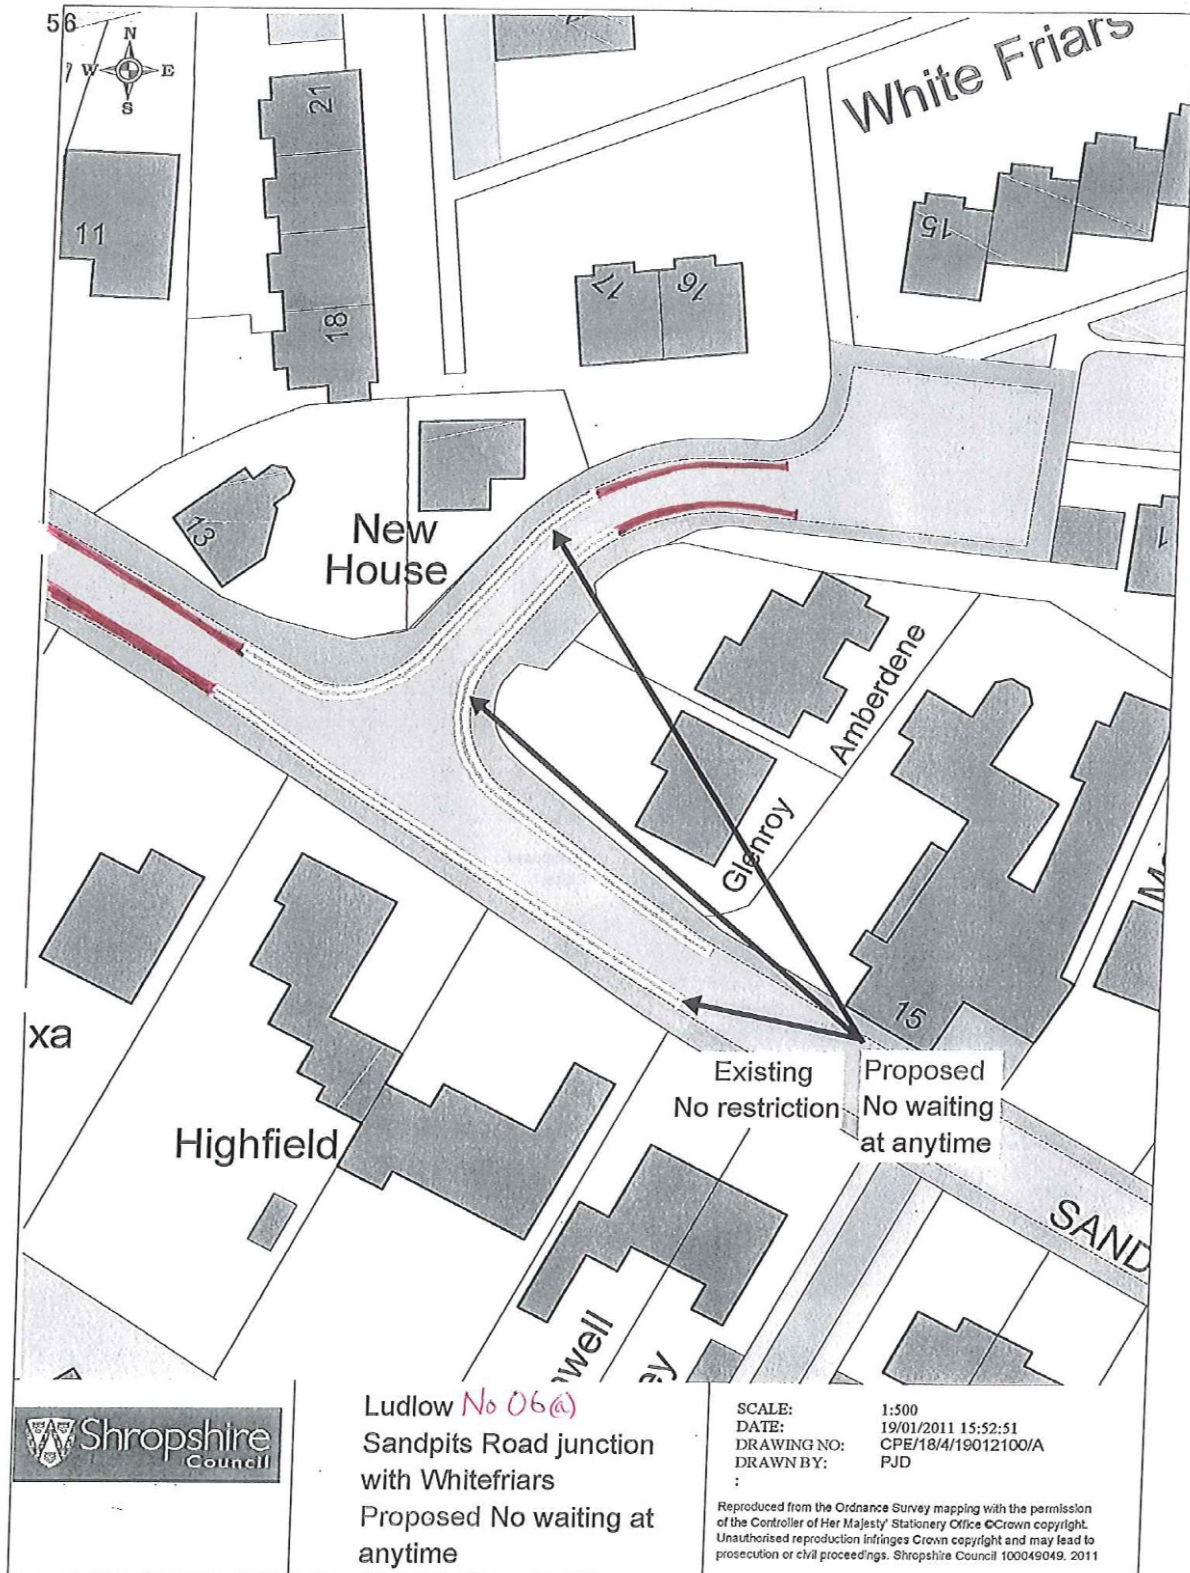 56
N
W E
S
21
White Friars
11
15
17 16
18
New
House
13
1
Amberdene
Glenroy
15
xa
Existing
No restriction
Proposed
No waiting
at anytime
Highfield
SAND
well
ey
Shropshire
Council
Ludlow No 06(a)
Sandpits Road junction
with Whitefriars
Proposed No waiting at
anytime
SCALE: 1:500
DATE: 19/01/2011 15:52:51
DRAWING NO: CPE/18/4/19012100/A
DRAWN BY: PJD
:
Reproduced from the Ordnance Survey mapping with the permission
of the Controller of Her Majesty' Stationery Office ©Crown copyright.
Unauthorised reproduction infringes Crown copyright and may lead to
prosecution or civil proceedings. Shropshire Council 100049049. 2011